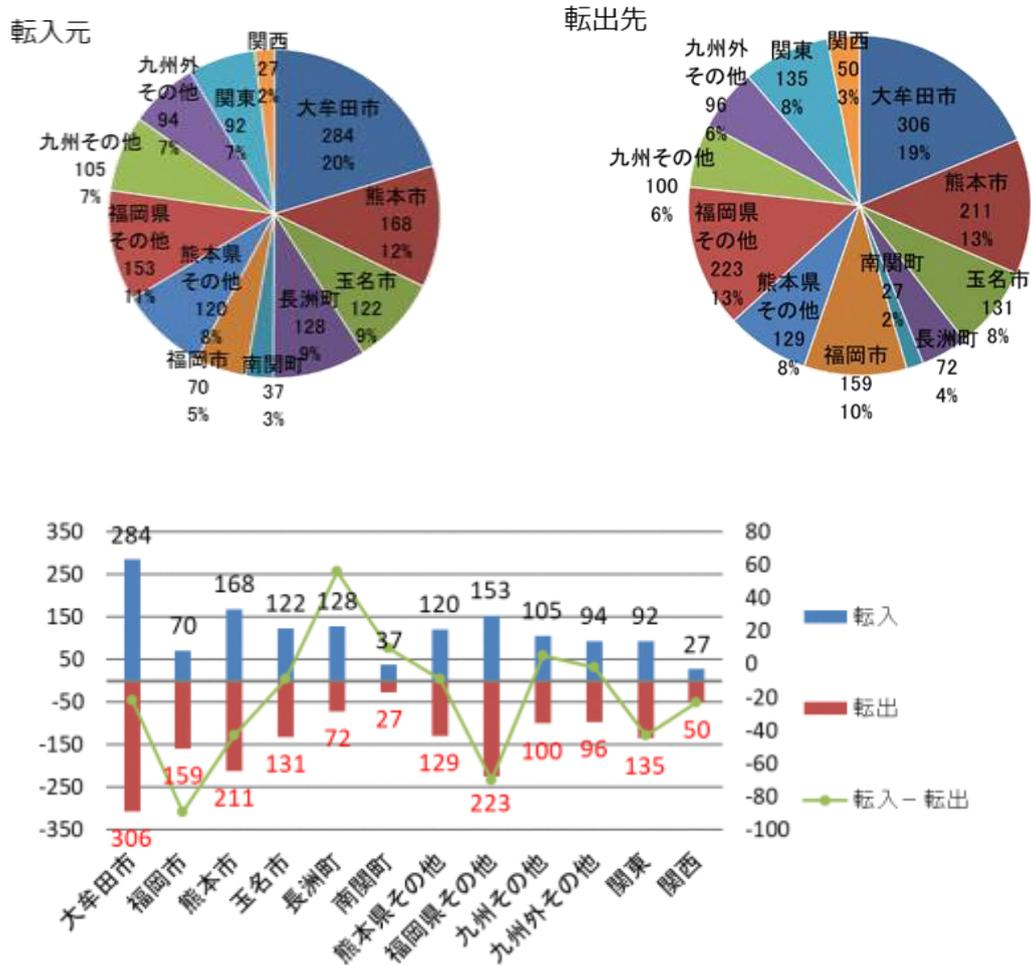 転入元
関西
27
2%
大牟田市
284
20%
熊本市
168
12%
玉名市
122
9%
長洲町
128
9%
南関町
37
3%
福岡市
70
5%
熊本県
その他
120
8%
福岡県
その他
153
11%
九州その他
105
7%
九州外
その他
94
7%
関東
92
7%
転出先
関西
50
3%
大牟田市
306
19%
熊本市
211
13%
玉名市
131
8%
長洲町
72
4%
南関町
27
2%
福岡市
159
10%
熊本県
その他
129
8%
福岡県
その他
223
13%
九州その他
100
6%
九州外
その他
96
6%
関東
135
8%
350
250
150
50
-50
-150
-250
-350
284
70
168
122
128
37
120
153
105
94
92
27
306
159
211
131
72
27
129
223
100
96
135
50
80
60
40
20
0
-20
-40
-60
-80
-100
転入
転出
転入－転出
大牟田市
福岡市
熊本市
玉名市
長洲町
南関町
熊本県その他
福岡県その他
九州その他
九州外その他
関東
関西